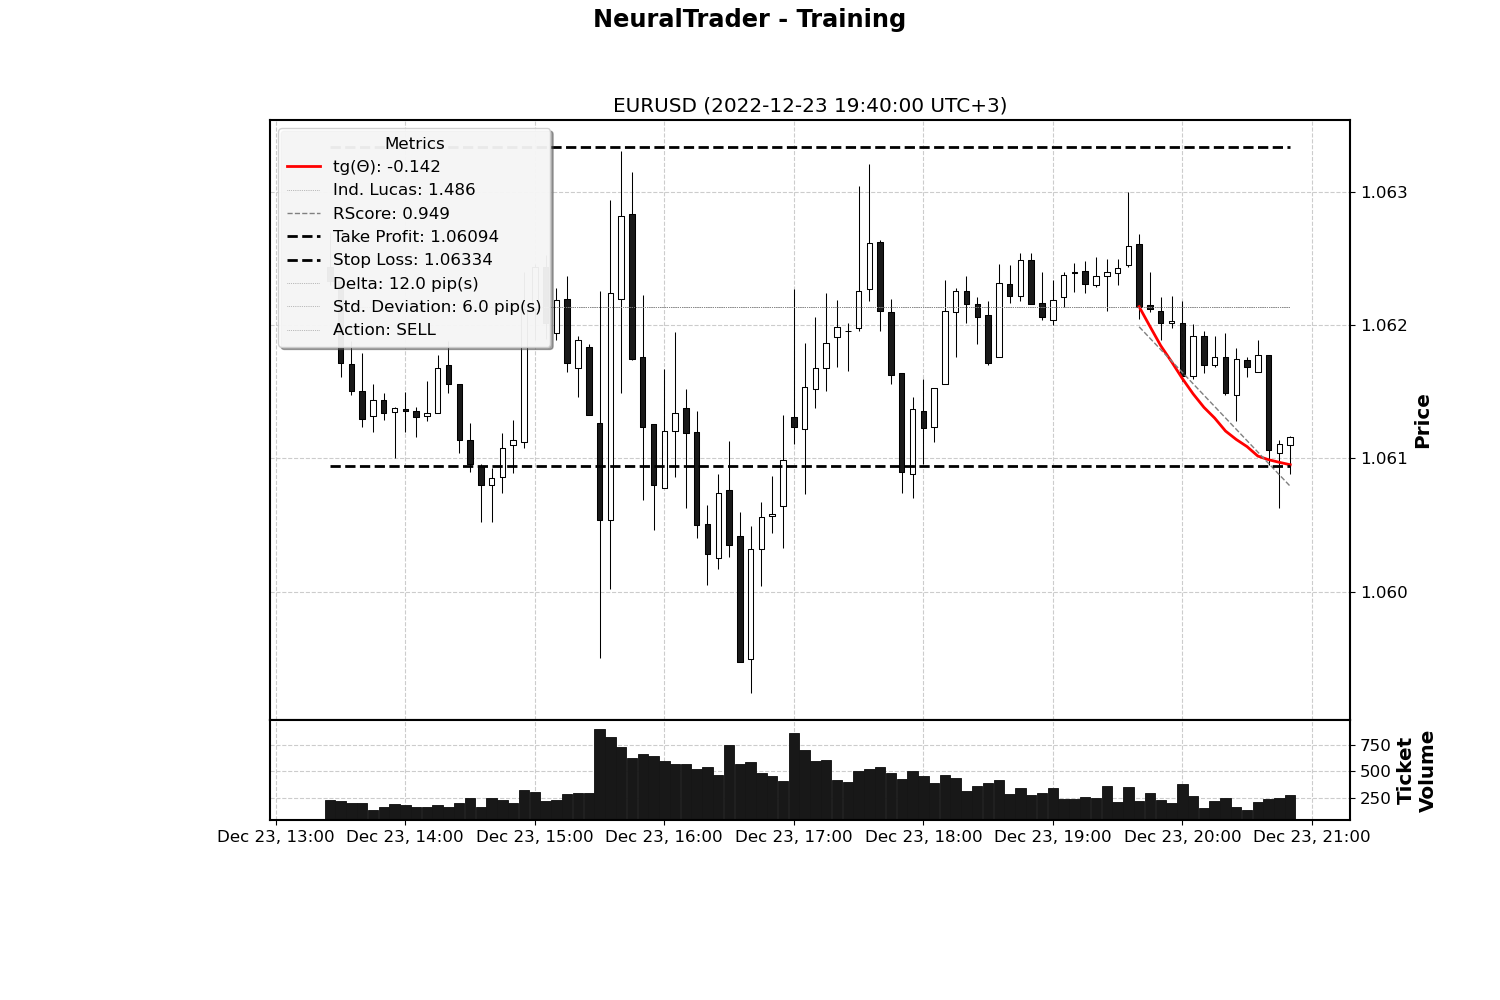 NeuralTrader - Training
EURUSD (2022-12-23 19:40:00 UTC+3)
Metrics
tg(Θ): -0.142
Ind. Lucas: 1.486
RScore: 0.949
Take Profit: 1.06094
Stop Loss: 1.06334
Delta: 12.0 pip(s)
Std. Deviation: 6.0 pip(s)
Action: SELL
1.063
1.062
1.061
1.060
Price
750
500
250
Ticket
Volume
Dec 23, 13:00 Dec 23, 14:00 Dec 23, 15:00 Dec 23, 16:00 Dec 23, 17:00 Dec 23, 18:00 Dec 23, 19:00 Dec 23, 20:00 Dec 23, 21:00